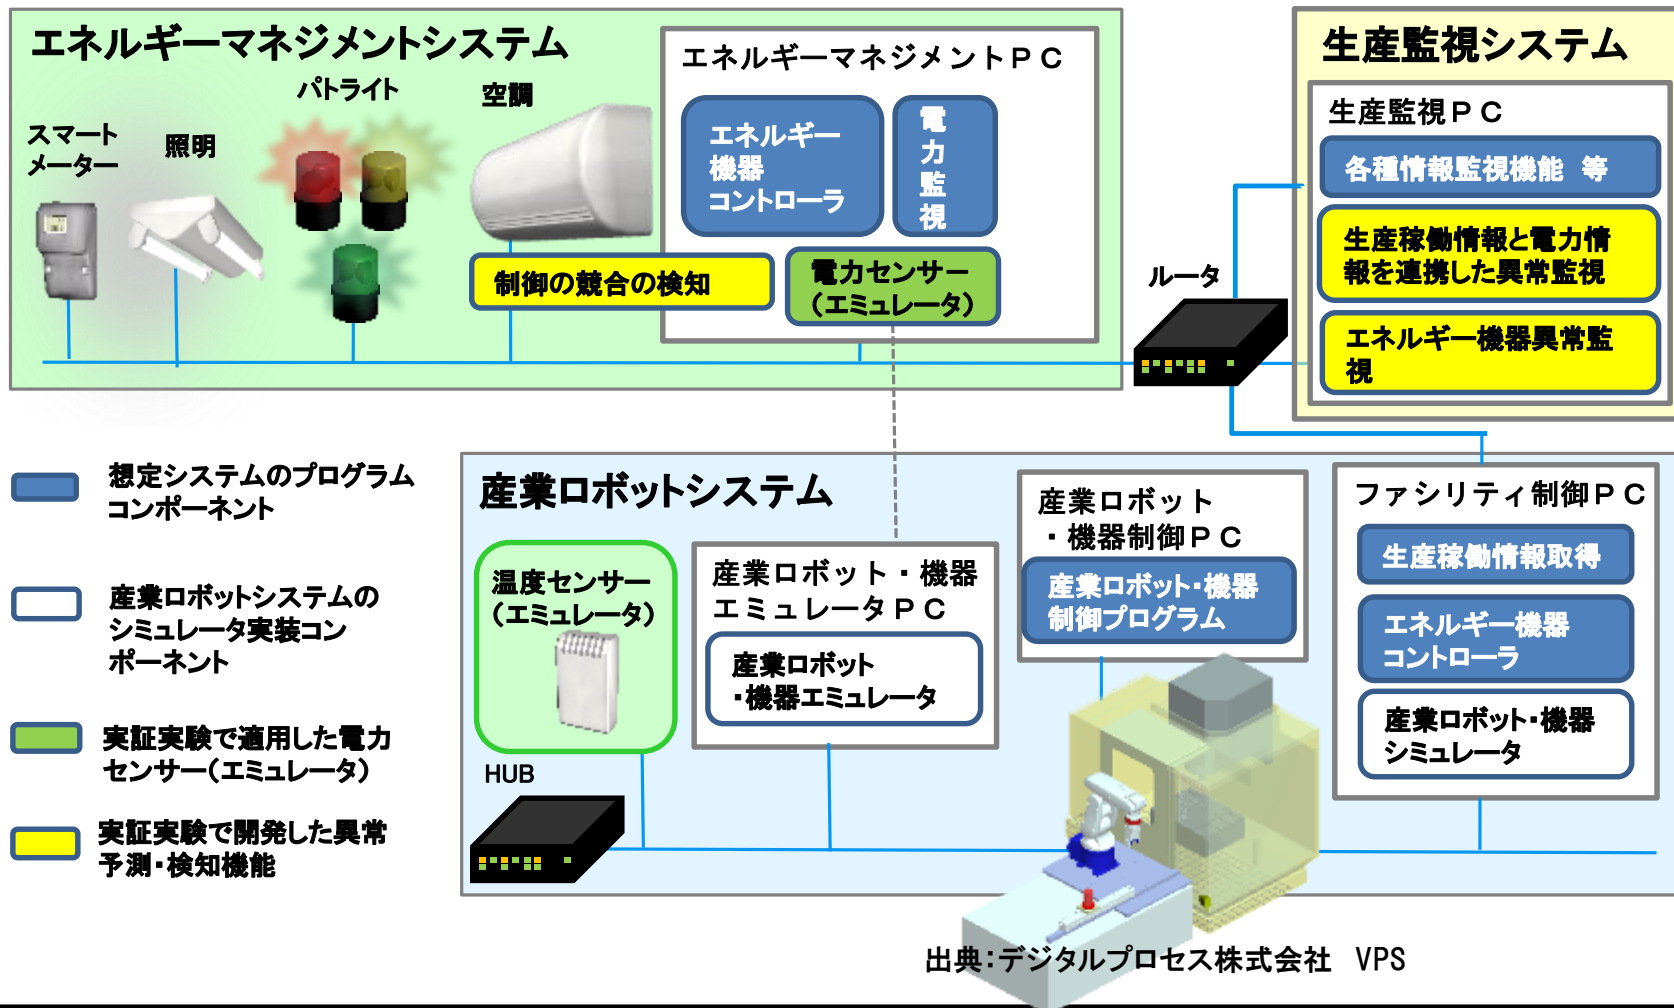 エネルギーマネジメントシステム
パトライト
空調
スマート
メーター
照明
エネルギーマネジメントＰＣ
エネルギー
機器
コントローラ
電
力
監
視
制御の競合の検知
電力センサー
（エミュレータ）
ルータ
生産監視システム
生産監視ＰＣ
各種情報監視機能　等
生産稼働情報と電力情
報を連携した異常監視
エネルギー機器異常監
視
想定システムのプログラム
コンポーネント
産業ロボットシステムの
シミュレータ実装コン
ポーネント
実証実験で適用した電力
センサー（エミュレータ）
実証実験で開発した異常
予測・検知機能
産業ロボットシステム
温度センサー
（エミュレータ）
HUB
産業ロボット・機器
エミュレータＰＣ
産業ロボット
・機器エミュレータ
産業ロボット
・機器制御ＰＣ
産業ロボット・機器
制御プログラム
ファシリティ制御ＰＣ
生産稼働情報取得
エネルギー機器
コントローラ
産業ロボット・機器
シミュレータ
出典：デジタルプロセス株式会社　VPS